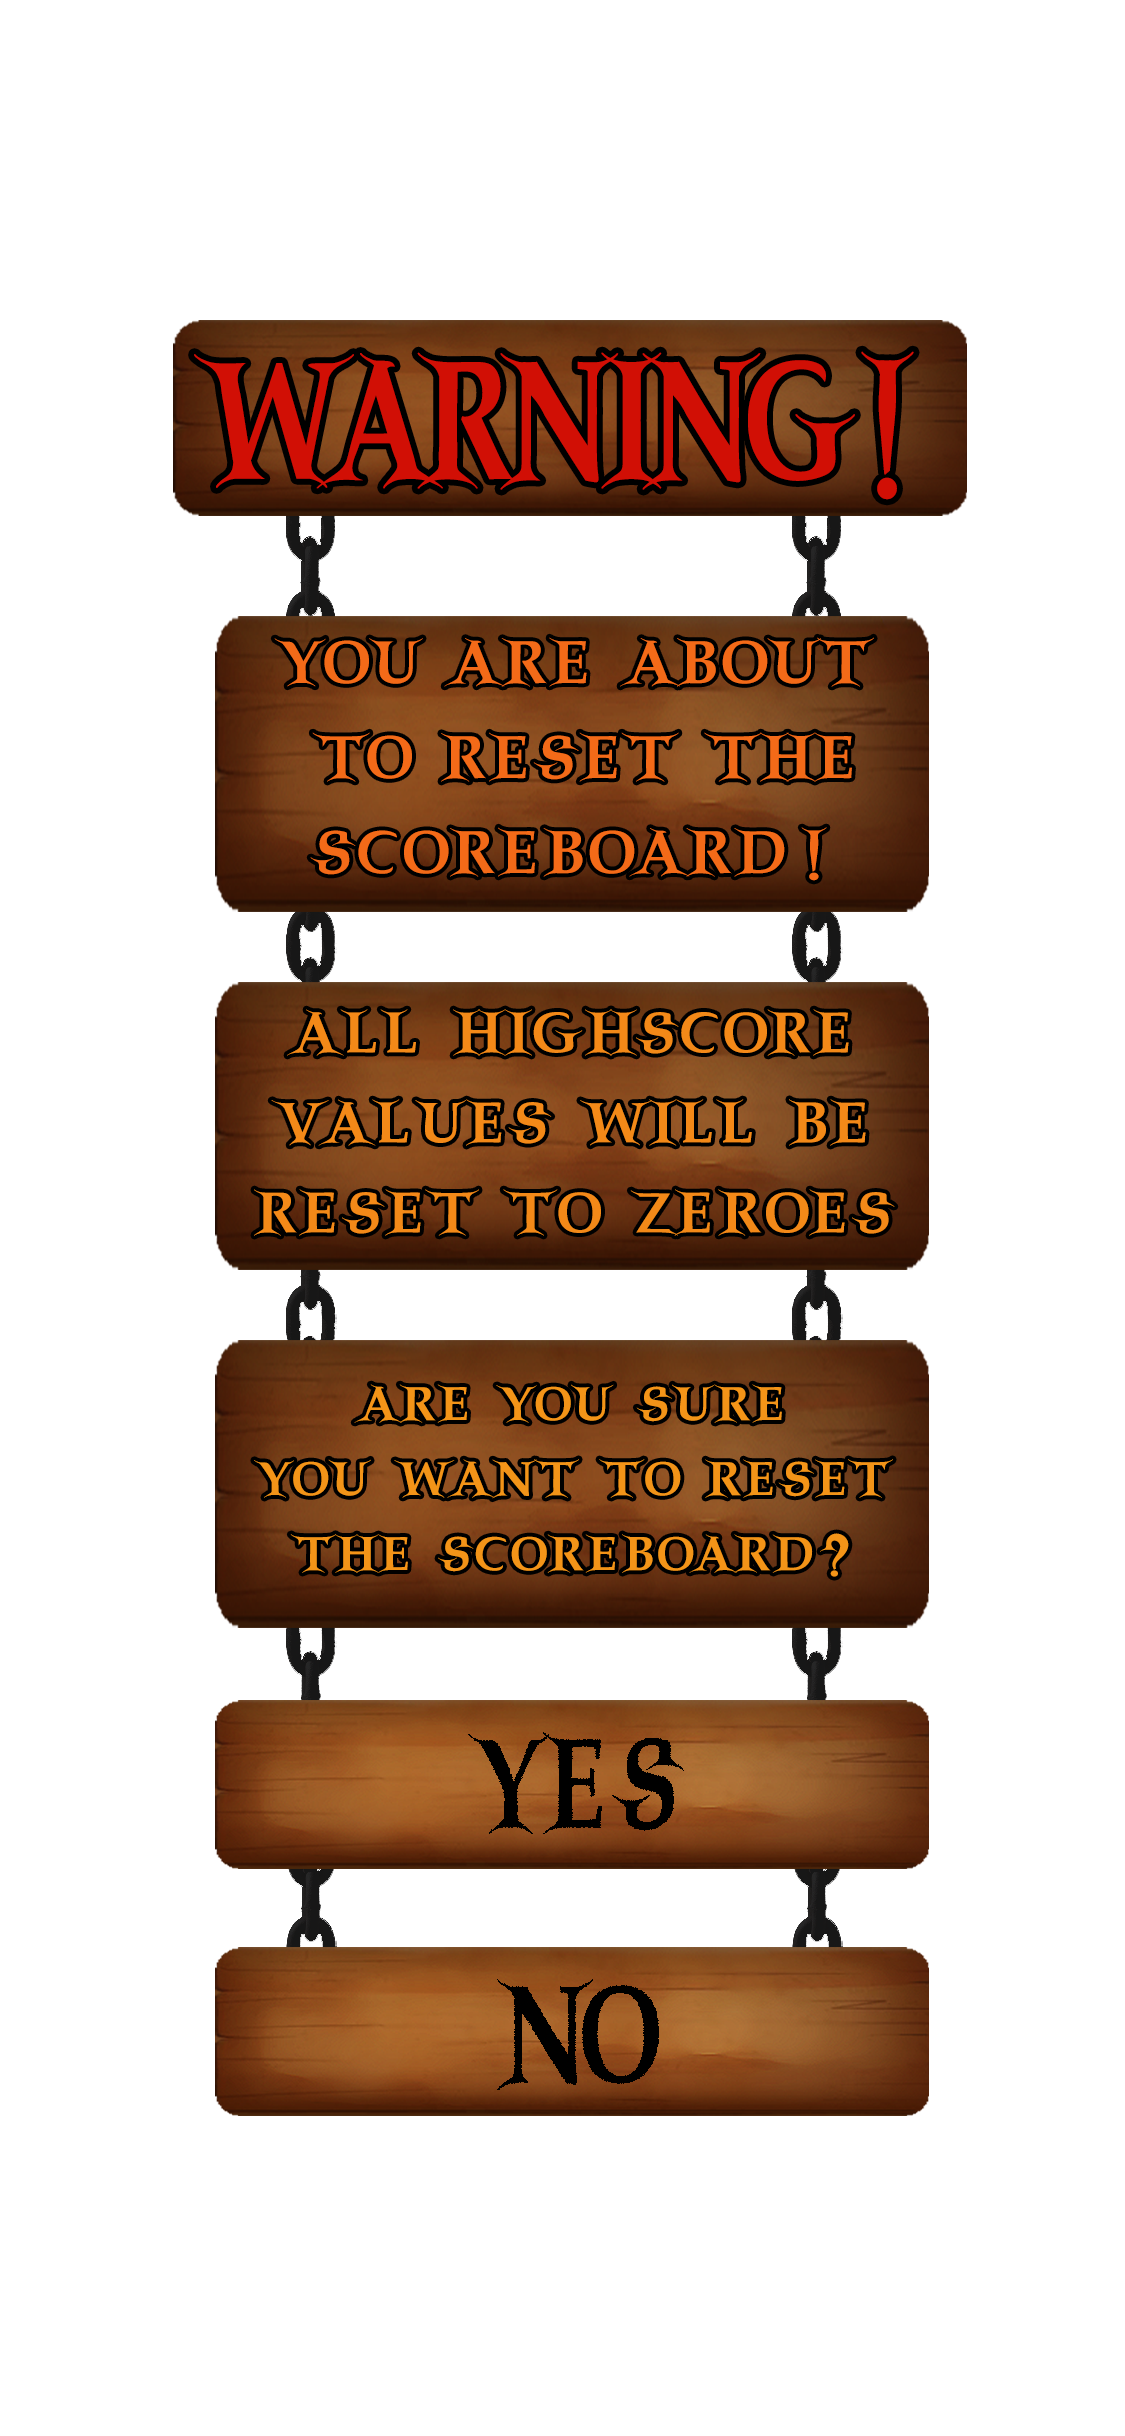 WARNING!
YOU ARE ABOUT
TO RESET THE
SCOREBOARD!
ALL HIGHSCORE
VALUES WILL BE
RESET TO ZEROES
ARE YOU SURE
YOU WANT TO RESET
THE SCOREBOARD?
YES
NO